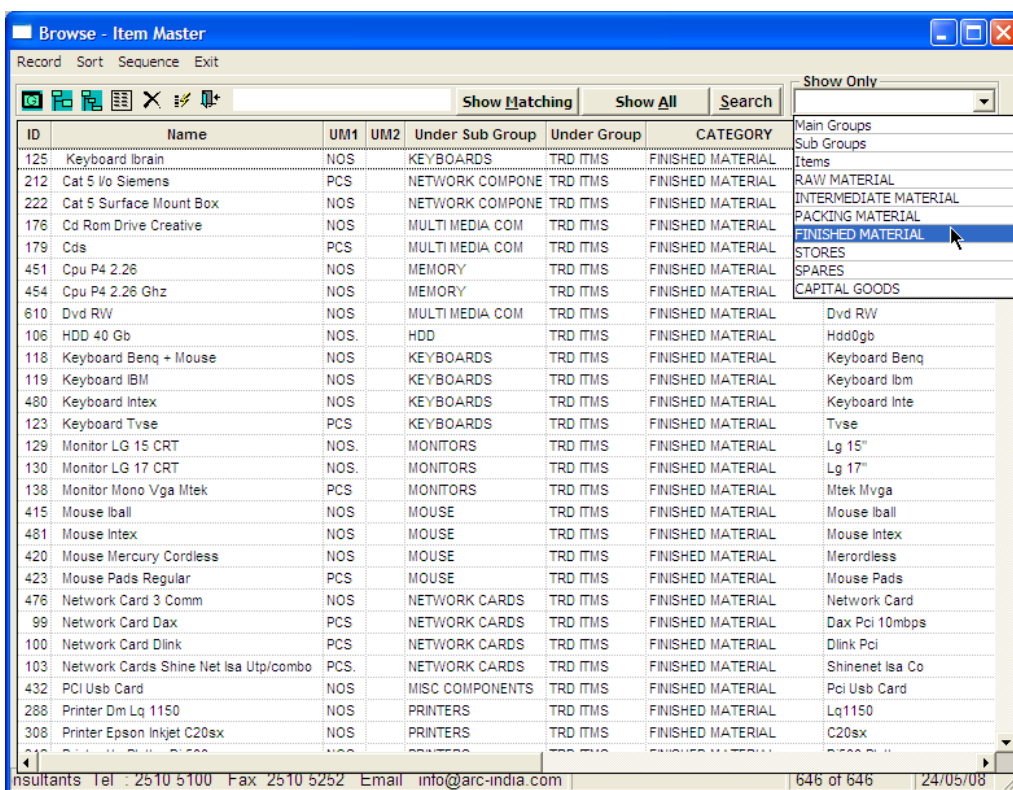 Browse - Item Master
Record Sort Sequence Exit
Show Only
Show Matching Show All Search
ID Name UM1 UM2 Under Sub Group Under Group CATEGORY
Main Groups
Sub Groups
Items
RAW MATERIAL
INTERMEDIATE MATERIAL
PACKING MATERIAL
FINISHED MATERIAL
STORES
SPARES
CAPITAL GOODS
125 Keyboard Ibrain NOS KEYBOARDS TRD ITMS FINISHED MATERIAL
212 Cat 5 I/o Siemens PCS NETWORK COMPONE TRD ITMS FINISHED MATERIAL
222 Cat 5 Surface Mount Box NOS NETWORK COMPONE TRD ITMS FINISHED MATERIAL
176 Cd Rom Drive Creative NOS MULTI MEDIA COM TRD ITMS FINISHED MATERIAL
179 Cds PCS MULTI MEDIA COM TRD ITMS FINISHED MATERIAL
451 Cpu P4 2.26 NOS MEMORY TRD ITMS FINISHED MATERIAL
454 Cpu P4 2.26 Ghz NOS MEMORY TRD ITMS FINISHED MATERIAL
610 Dvd RW NOS MULTI MEDIA COM TRD ITMS FINISHED MATERIAL Dvd RW
106 HDD 40 Gb NOS. HDD TRD ITMS FINISHED MATERIAL Hdd0gb
118 Keyboard Benq + Mouse NOS KEYBOARDS TRD ITMS FINISHED MATERIAL Keyboard Benq
119 Keyboard IBM NOS KEYBOARDS TRD ITMS FINISHED MATERIAL Keyboard Ibm
480 Keyboard Intex NOS KEYBOARDS TRD ITMS FINISHED MATERIAL Keyboard Inte
123 Keyboard Tvse PCS KEYBOARDS TRD ITMS FINISHED MATERIAL Tvse
129 Monitor LG 15 CRT NOS. MONITORS TRD ITMS FINISHED MATERIAL Lg 15"
130 Monitor LG 17 CRT NOS. MONITORS TRD ITMS FINISHED MATERIAL Lg 17"
138 Monitor Mono Vga Mtek PCS MONITORS TRD ITMS FINISHED MATERIAL Mtek Mvga
415 Mouse Iball NOS MOUSE TRD ITMS FINISHED MATERIAL Mouse Iball
481 Mouse Intex NOS MOUSE TRD ITMS FINISHED MATERIAL Mouse Intex
420 Mouse Mercury Cordless NOS MOUSE TRD ITMS FINISHED MATERIAL Merordless
423 Mouse Pads Regular PCS MOUSE TRD ITMS FINISHED MATERIAL Mouse Pads
476 Network Card 3 Comm NOS NETWORK CARDS TRD ITMS FINISHED MATERIAL Network Card
99 Network Card Dax PCS NETWORK CARDS TRD ITMS FINISHED MATERIAL Dax Pci 10mbps
100 Network Card Dlink PCS NETWORK CARDS TRD ITMS FINISHED MATERIAL Dlink Pci
103 Network Cards Shine Net Isa Utp/combo PCS. NETWORK CARDS TRD ITMS FINISHED MATERIAL Shinenet Isa Co
432 PCI Usb Card NOS MISC COMPONENTS TRD ITMS FINISHED MATERIAL Pci Usb Card
288 Printer Dm Lq 1150 NOS PRINTERS TRD ITMS FINISHED MATERIAL Lq1150
308 Printer Epson Inkjet C20sx NOS PRINTERS TRD ITMS FINISHED MATERIAL C20sx
nsultants Tel : 2510 5100 Fax 2510 5252 Email info@arc-india.com 646 of 646 24/05/08